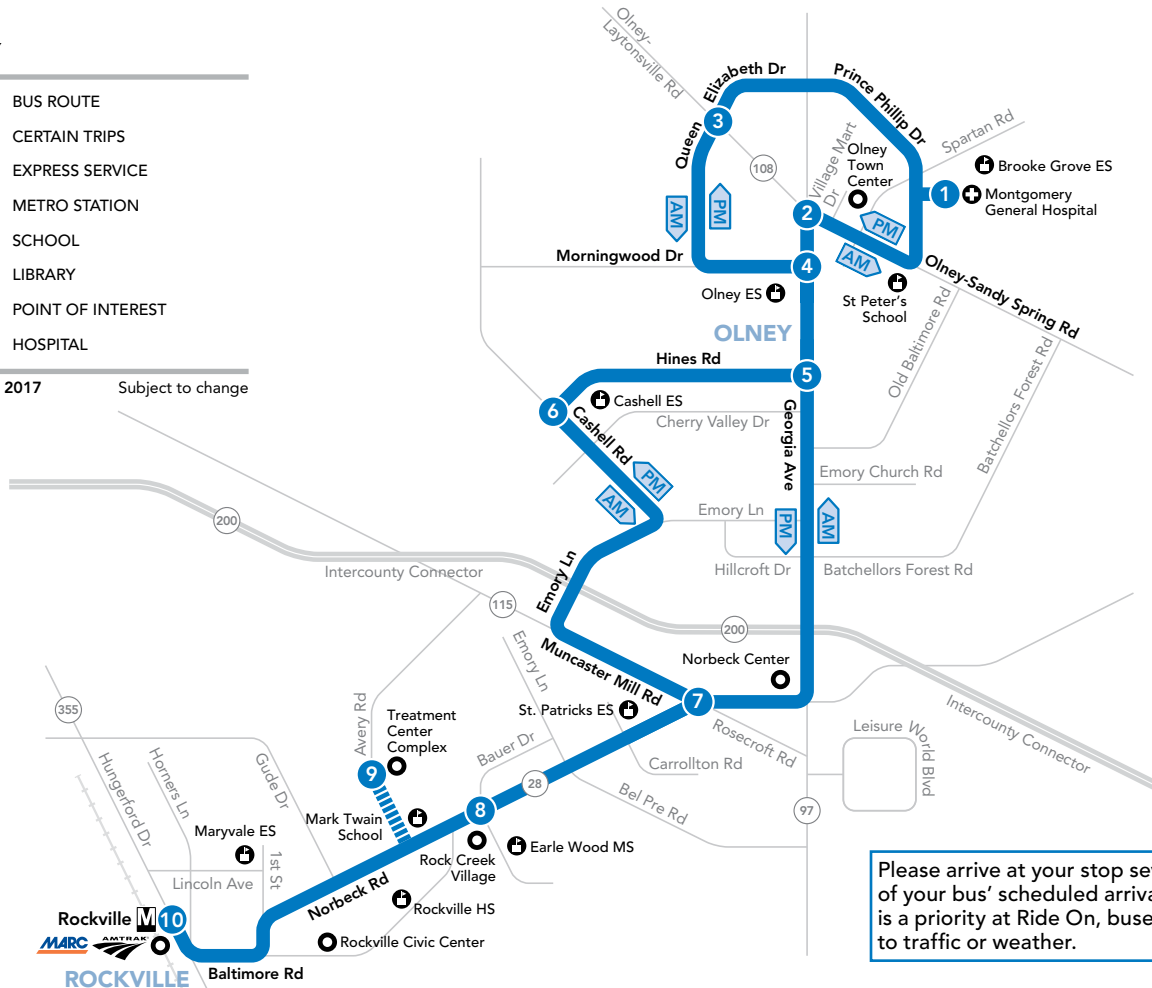 BUS ROUTE
CERTAIN TRIPS
EXPRESS SERVICE
METRO STATION
SCHOOL
LIBRARY
POINT OF INTEREST
HOSPITAL
2017 Subject to change
Olney-
Laytonsville Rd
Queen Elizabeth Dr
Prince Phillip Dr
3
108
Village Mart
Dr
Olney
Town
Center
Spartan Rd
Brooke Grove ES
1
Montgomery
General Hospital
AM
PM
2
PM
AM
Morningwood Dr
4
Olney ES
St Peter's
School
Olney-Sandy Spring Rd
OLNEY
Old Baltimore Rd
Batchellors Forest Rd
Hines Rd
5
6
Cashell ES
Cashell Rd
Cherry Valley Dr
Georgia Ave
Emory Church Rd
PM
AM
Emory Ln
PM
AM
200
Intercounty Connector
Emory Ln
Hillcroft Dr
Batchellors Forest Rd
115
200
Emory Ln
Muncaster Mill Rd
Norbeck Center
7
St. Patricks ES
Rosecroft Rd
Intercounty Connector
355
Avery Rd
Treatment
Center
Complex
Bauer Dr
Carrollton Rd
Leisure World Blvd
Hungerford Dr
Horners Ln
Gude Dr
9
28
Bel Pre Rd
97
Mark Twain
School
8
Maryvale ES
1st St
Rock Creek
Village
Earle Wood MS
Lincoln Ave
Norbeck Rd
Rockville HS
Rockville M 10
MARC AMTRAK
Rockville Civic Center
Baltimore Rd
ROCKVILLE
Please arrive at your stop
of your bus' scheduled
is a priority at Ride On,
to traffic or weather.